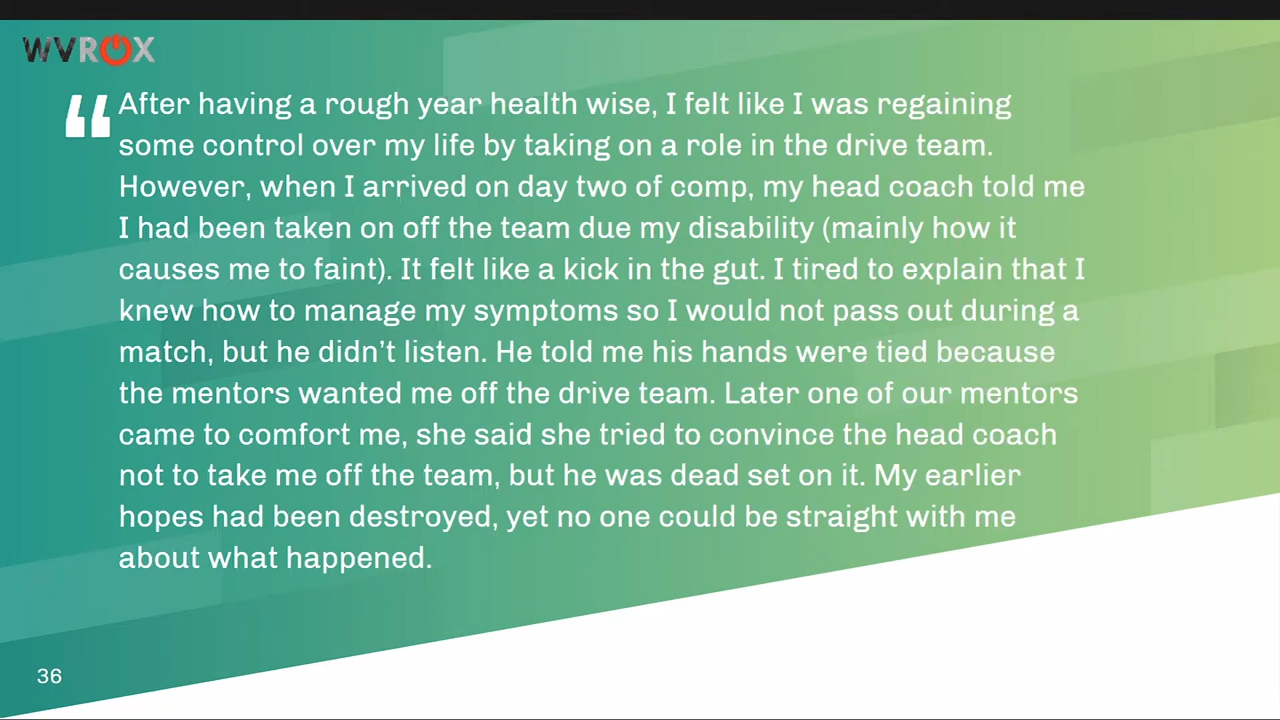 WVROX
“After having a rough year health wise, I felt like I was regaining
some control over my life by taking on a role in the drive team.
However, when I arrived on day two of comp, my head coach told me
I had been taken on off the team due my disability (mainly how it
causes me to faint). It felt like a kick in the gut. I tired to explain that I
knew how to manage my symptoms so I would not pass out during a
match, but he didn’t listen. He told me his hands were tied because
the mentors wanted me off the drive team. Later one of our mentors
came to comfort me, she said she tried to convince the head coach
not to take me off the team, but he was dead set on it. My earlier
hopes had been destroyed, yet no one could be straight with me
about what happened.
36